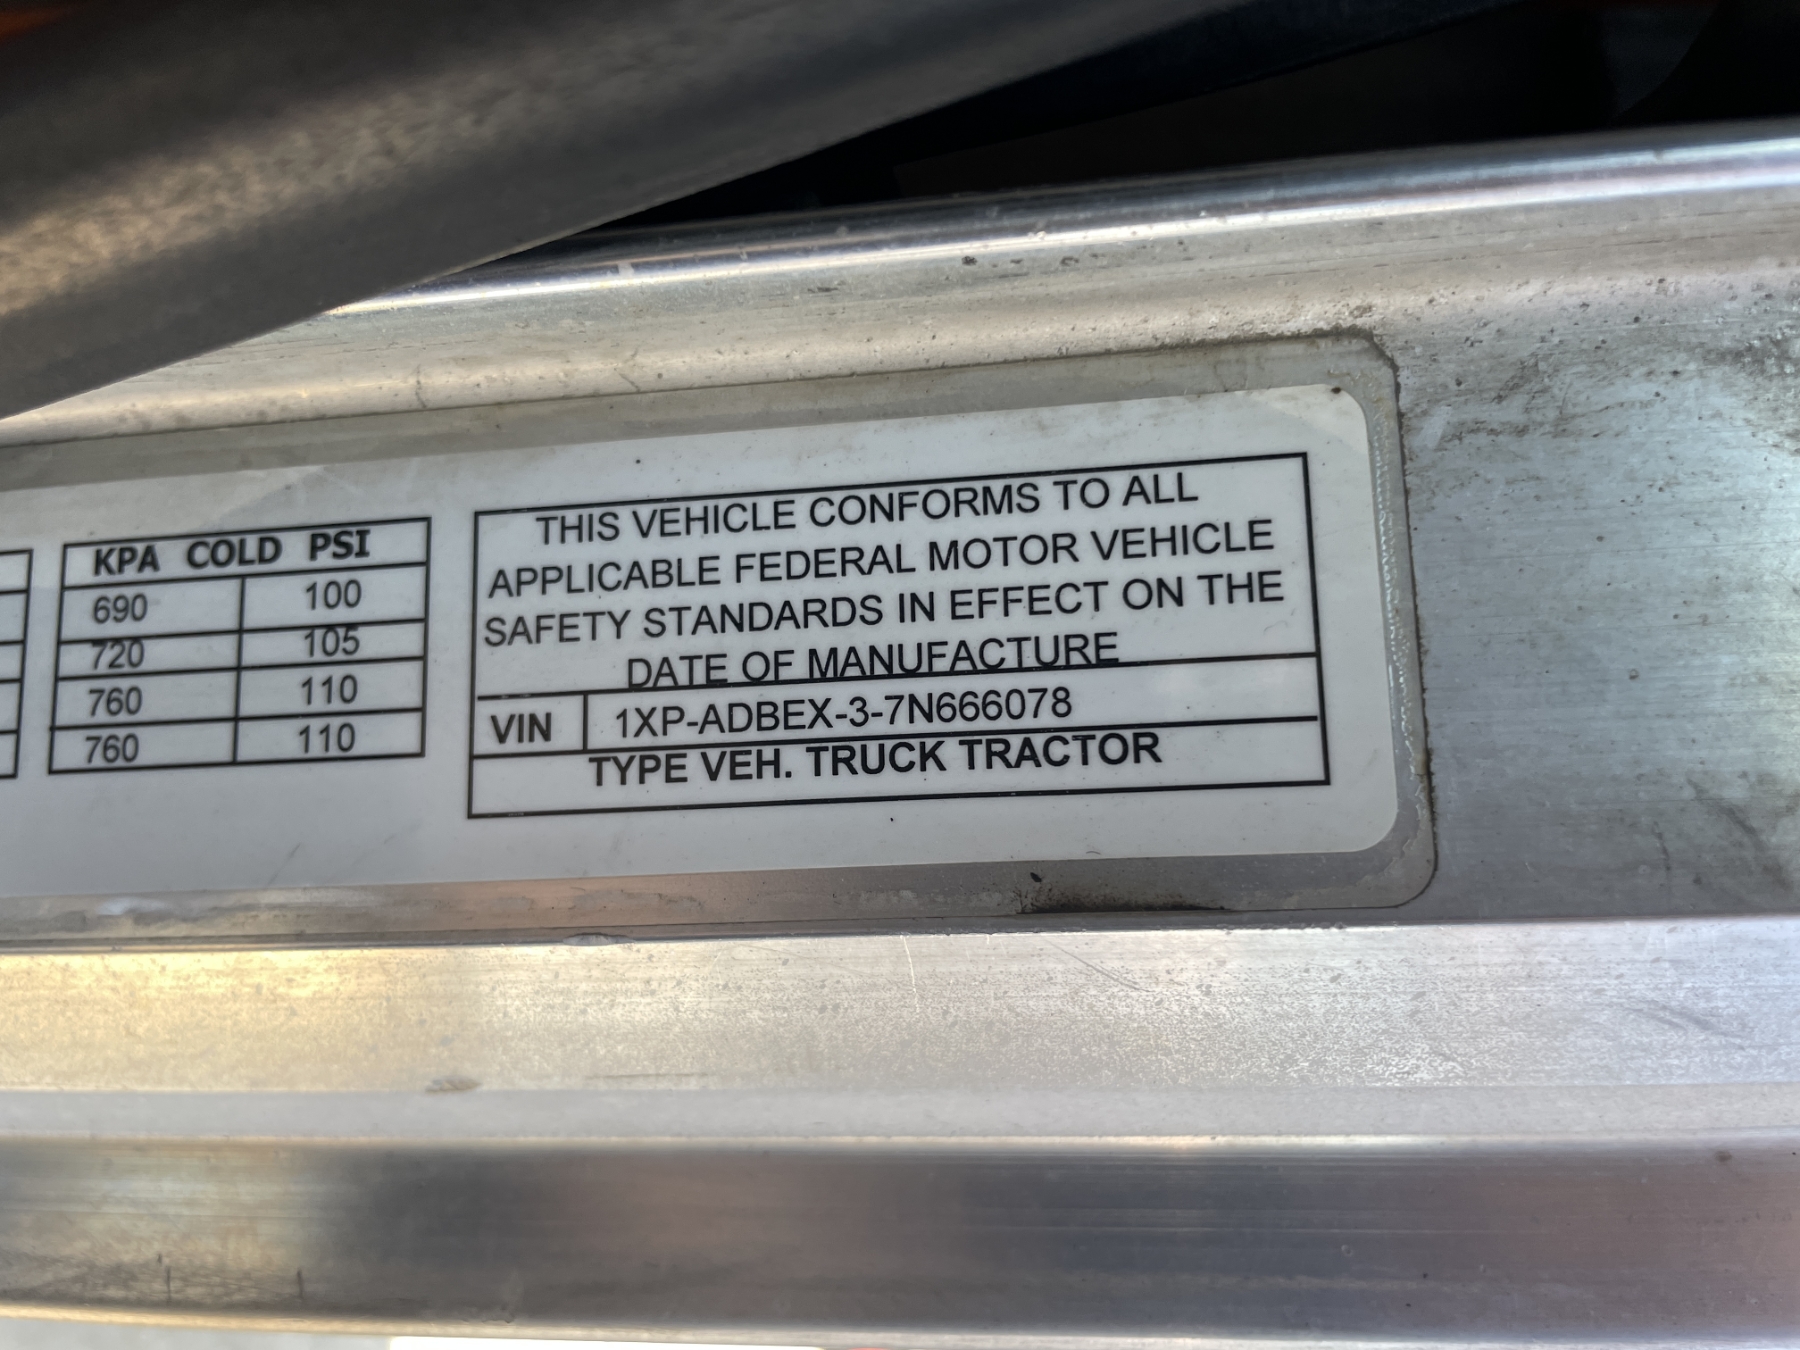 KPA COLD PSI
690 100
720 105
760 110
760 110
THIS VEHICLE CONFORMS TO ALL
APPLICABLE FEDERAL MOTOR VEHICLE
SAFETY STANDARDS IN EFFECT ON THE
DATE OF MANUFACTURE
VIN 1XP-ADBEX-3-7N666078
TYPE VEH. TRUCK TRACTOR